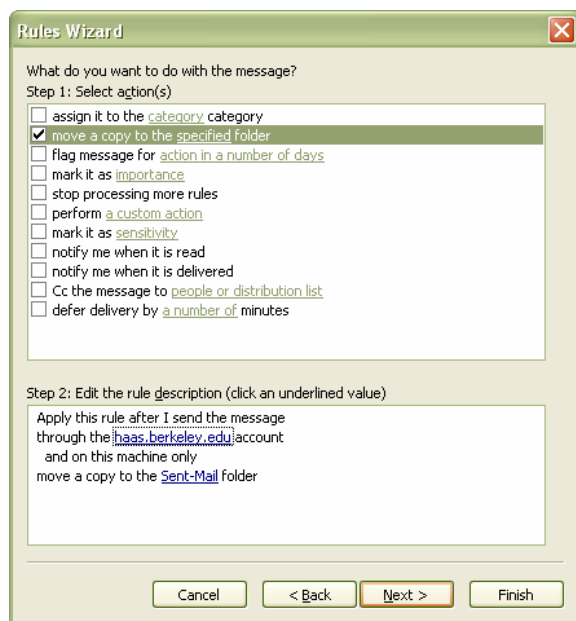 Rules Wizard
What do you want to do with the message?
Step 1: Select action(s)
assign it to the category category
move a copy to the specified folder
flag message for action in a number of days
mark it as importance
stop processing more rules
perform a custom action
mark it as sensitivity
notify me when it is read
notify me when it is delivered
Cc the message to people or distribution list
defer delivery by a number of minutes
Step 2: Edit the rule description (click an underlined value)
Apply this rule after I send the message
through the haas.berkeley.edu account
and on this machine only
move a copy to the Sent-Mail folder
Cancel < Back Next > Finish